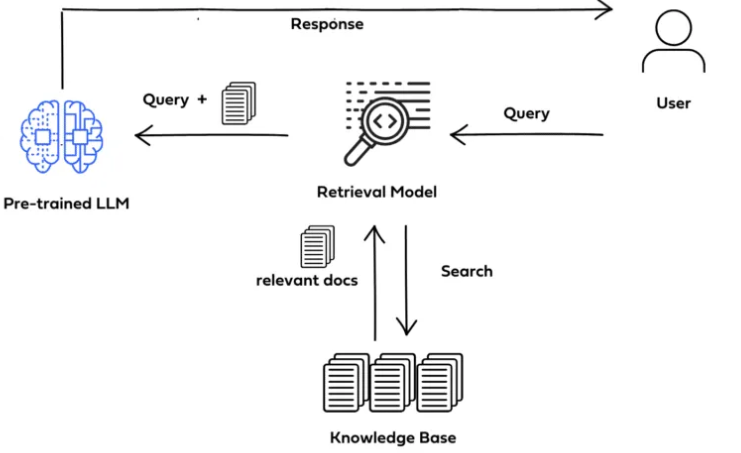 Response
Query +
Query
User
Retrieval Model
Pre-trained LLM
relevant docs
Search
Knowledge Base